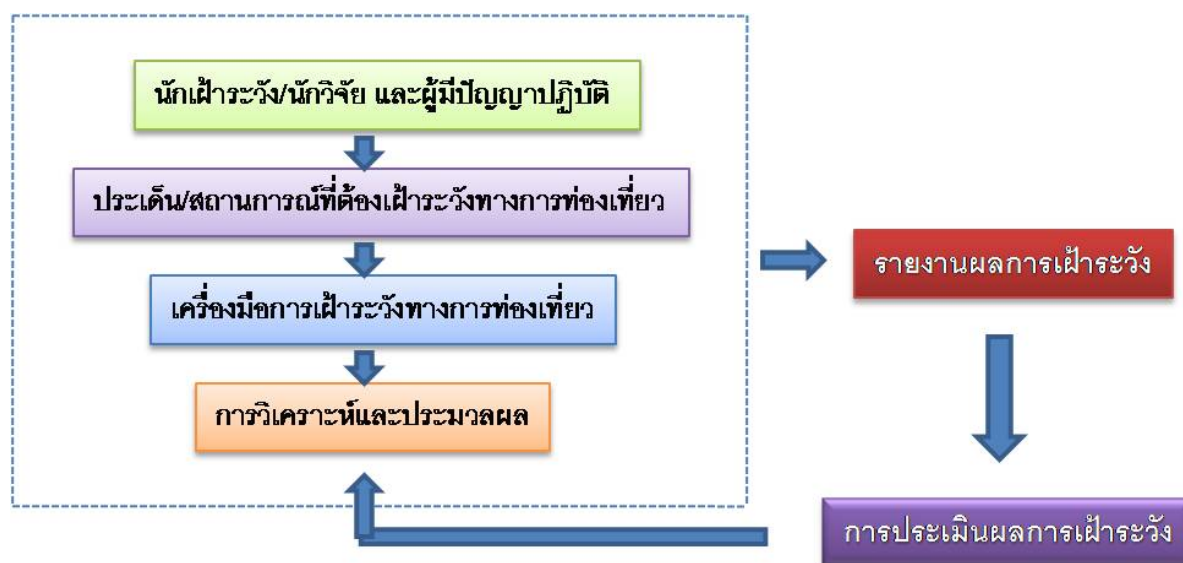 นักเฝ้าระวัง/นักวิจัย และผู้มีปัญญาปฏิบัติ
ประเด็น/สถานการณ์ที่ต้องเฝ้าระวังทางการท่องเที่ยว
เครื่องมือการเฝ้าระวังทางการท่องเที่ยว
การวิเคราะห์และประมวลผล
รายงานผลการเฝ้าระวัง
การประเมินผลการเฝ้าระวัง